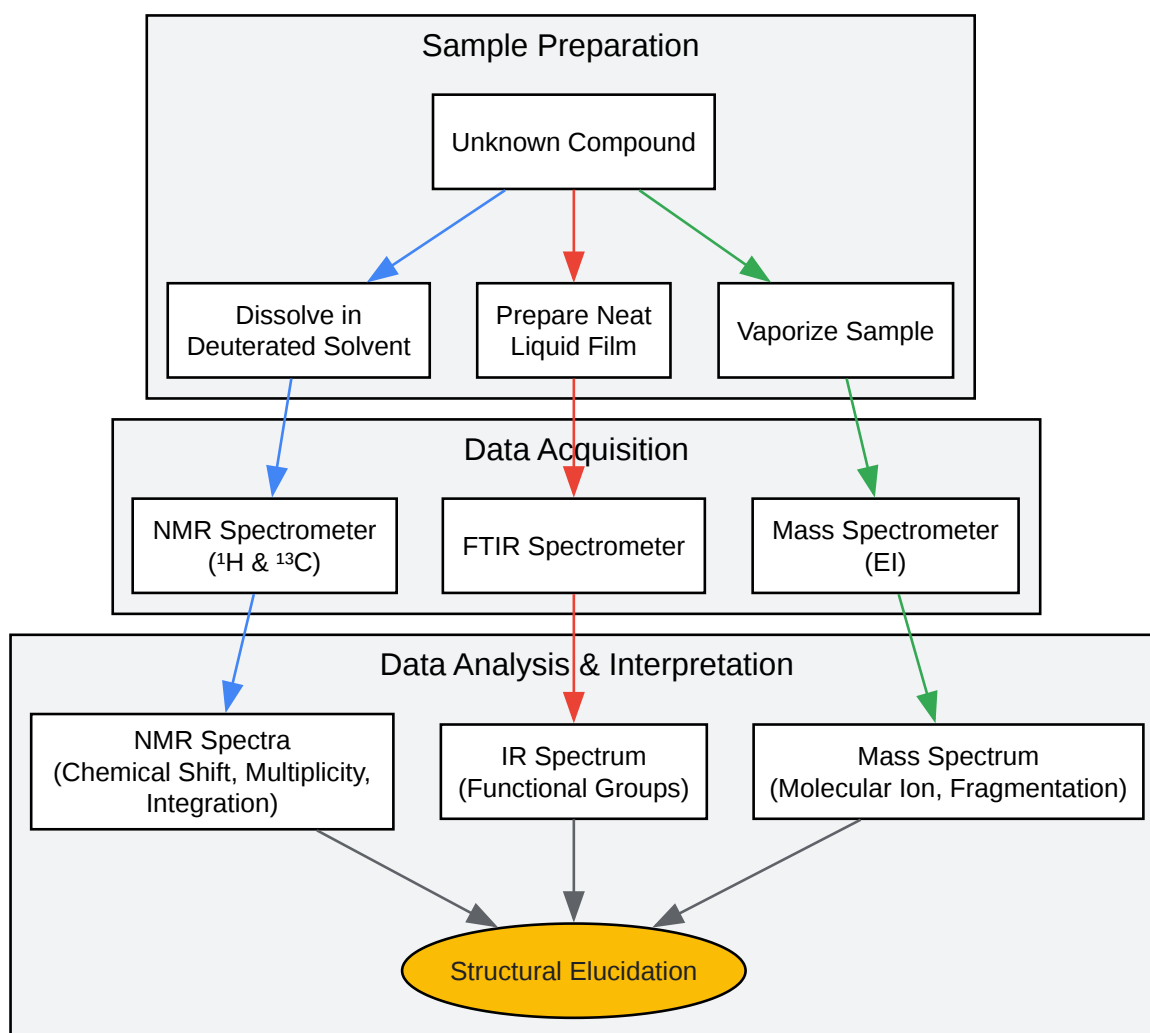 Sample Preparation
Unknown Compound
Dissolve in
Deuterated Solvent
Prepare Neat
Liquid Film
Vaporize Sample
Data Acquisition
NMR Spectrometer
(¹H & ¹³C)
FTIR Spectrometer
Mass Spectrometer
(EI)
Data Analysis & Interpretation
NMR Spectra
(Chemical Shift, Multiplicity,
Integration)
IR Spectrum
(Functional Groups)
Mass Spectrum
(Molecular Ion, Fragmentation)
Structural Elucidation